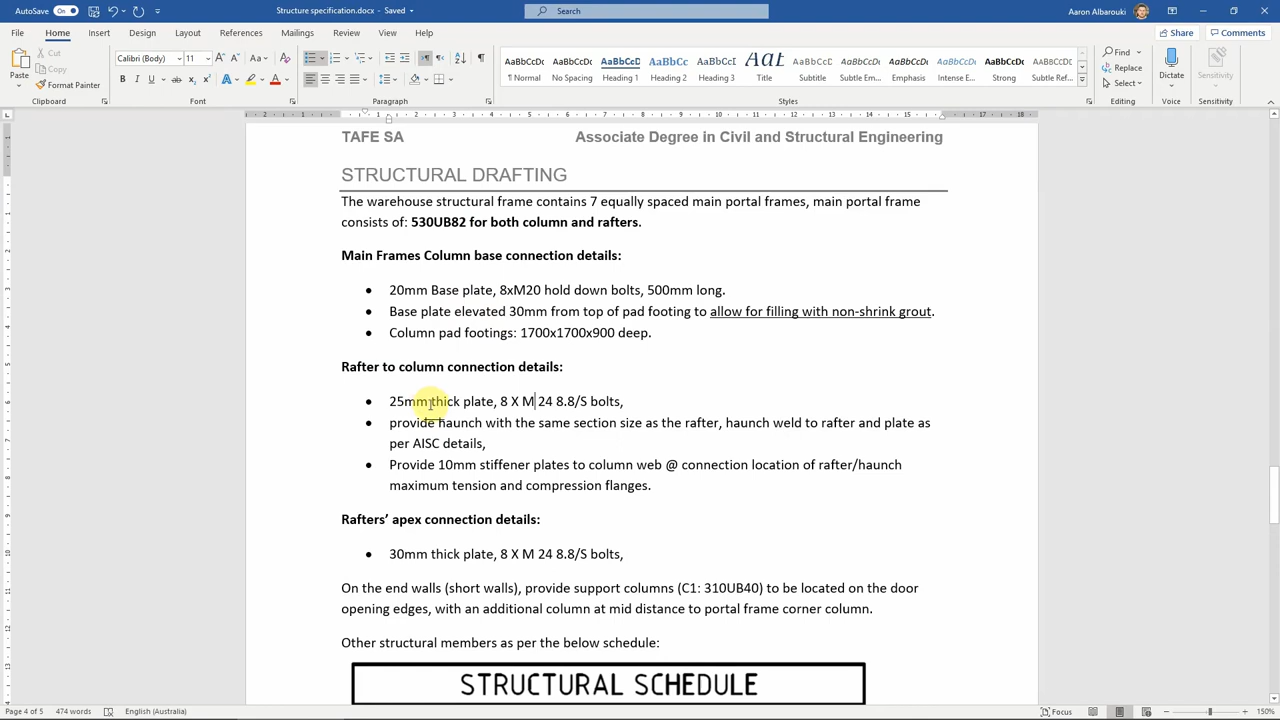 AutoSave On Structure specification.docx - Saved Search Aaron Albarouki
File Home Insert Design Layout References Mailings Review View Help Share Comments
Paste Cut Copy Format Painter
Calibri (Body) 11
AaBbCcDc AaBbCcDc AaBbCcDc AaBbCc AaBbCcD Aat AaBbCcD AaBbCcDc AaBbCcDc AaBbCcDc AaBbCcDc AaBbCcDc
¶ Normal No Spacing Heading 1 Heading 2 Heading 3 Title Subtitle Subtle Em... Emphasis Intense E... Strong Subtle Ref...
Find Replace Select Dictate Sensitivity
Clipboard Font Paragraph Styles Editing Voice Sensitivity
TAFE SA Associate Degree in Civil and Structural Engineering
STRUCTURAL DRAFTING
The warehouse structural frame contains 7 equally spaced main portal frames, main portal frame
consists of: 530UB82 for both column and rafters.
Main Frames Column base connection details:
• 20mm Base plate, 8xM20 hold down bolts, 500mm long.
• Base plate elevated 30mm from top of pad footing to allow for filling with non-shrink grout.
• Column pad footings: 1700x1700x900 deep.
Rafter to column connection details:
• 25mm thick plate, 8 X M 24 8.8/S bolts,
• provide haunch with the same section size as the rafter, haunch weld to rafter and plate as
per AISC details,
• Provide 10mm stiffener plates to column web @ connection location of rafter/haunch
maximum tension and compression flanges.
Rafters' apex connection details:
• 30mm thick plate, 8 X M 24 8.8/S bolts,
On the end walls (short walls), provide support columns (C1: 310UB40) to be located on the door
opening edges, with an additional column at mid distance to portal frame corner column.
Other structural members as per the below schedule:
STRUCTURAL SCHEDULE
Page 4 of 5 474 words English (Australia) Focus 150%